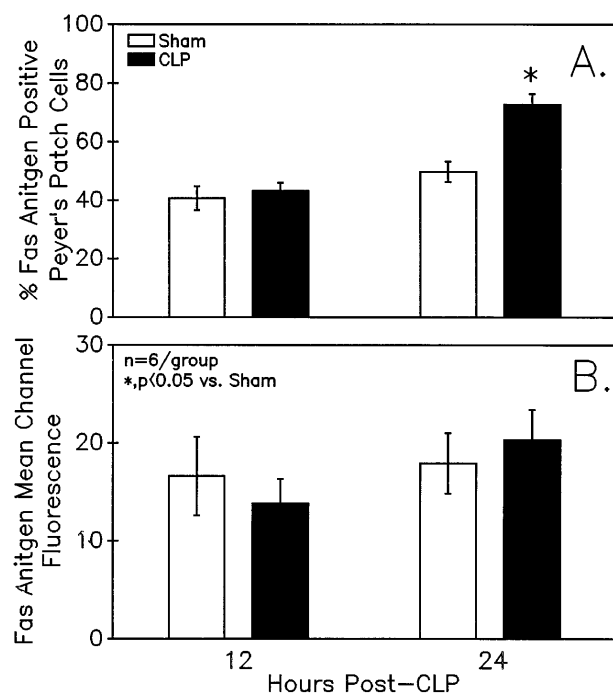 100
80
60
40
20
0
% Fas Anitgen Positive
Peyer's Patch Cells
Sham
CLP
*
A.
30
20
10
0
Fas Anitgen Mean Channel
Fluorescence
n=6/group
*,p<0.05 vs. Sham
B.
12
24
Hours Post-CLP